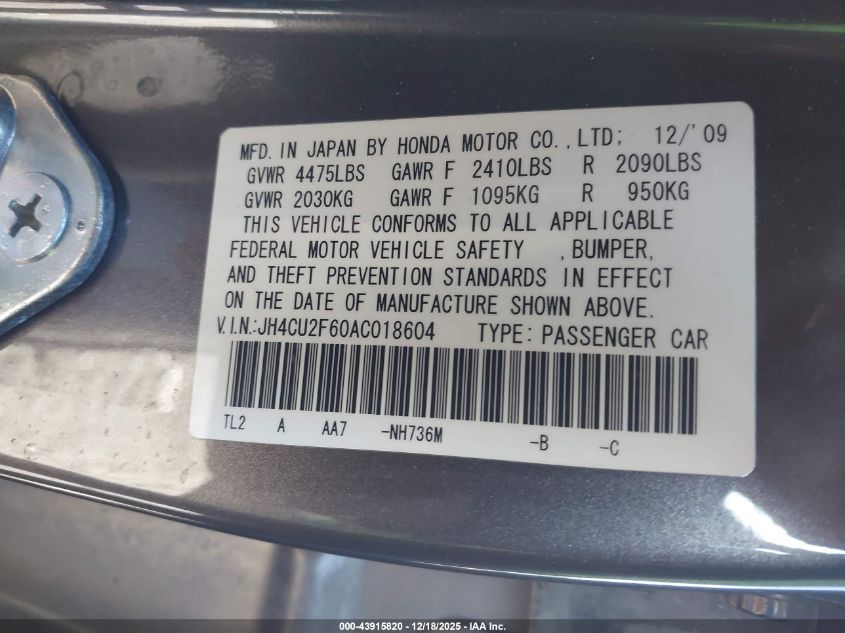 MFD. IN JAPAN BY HONDA MOTOR CO.,LTD; 12/'09
GVWR 4475LBS GAWR F 2410LBS R 2090LBS
GVWR 2030KG GAWR F 1095KG R 950KG
THIS VEHICLE CONFORMS TO ALL APPLICABLE
FEDERAL MOTOR VEHICLE SAFETY ,BUMPER,
AND THEFT PREVENTION STANDARDS IN EFFECT
ON THE DATE OF MANUFACTURE SHOWN ABOVE.
V.I.N.:JH4CU2F60AC018604 TYPE: PASSENGER CAR
TL2 A AA7 -NH736M -B -C
000-43915820 - 12/18/2025 - IAA Inc.